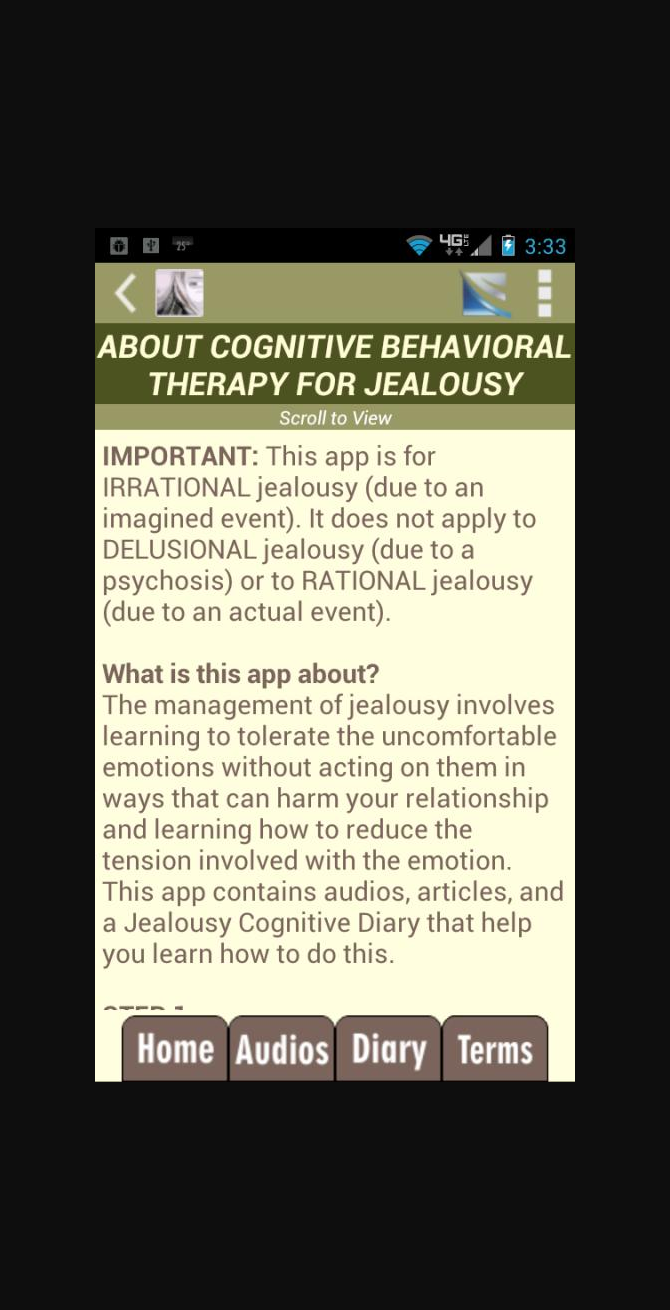 25°
4G LTE
3:33
ABOUT COGNITIVE BEHAVIORAL
THERAPY FOR JEALOUSY
Scroll to View
IMPORTANT: This app is for
IRRATIONAL jealousy (due to an
imagined event). It does not apply to
DELUSIONAL jealousy (due to a
psychosis) or to RATIONAL jealousy
(due to an actual event).
What is this app about?
The management of jealousy involves
learning to tolerate the uncomfortable
emotions without acting on them in
ways that can harm your relationship
and learning how to reduce the
tension involved with the emotion.
This app contains audios, articles, and
a Jealousy Cognitive Diary that help
you learn how to do this.
Home Audios Diary Terms